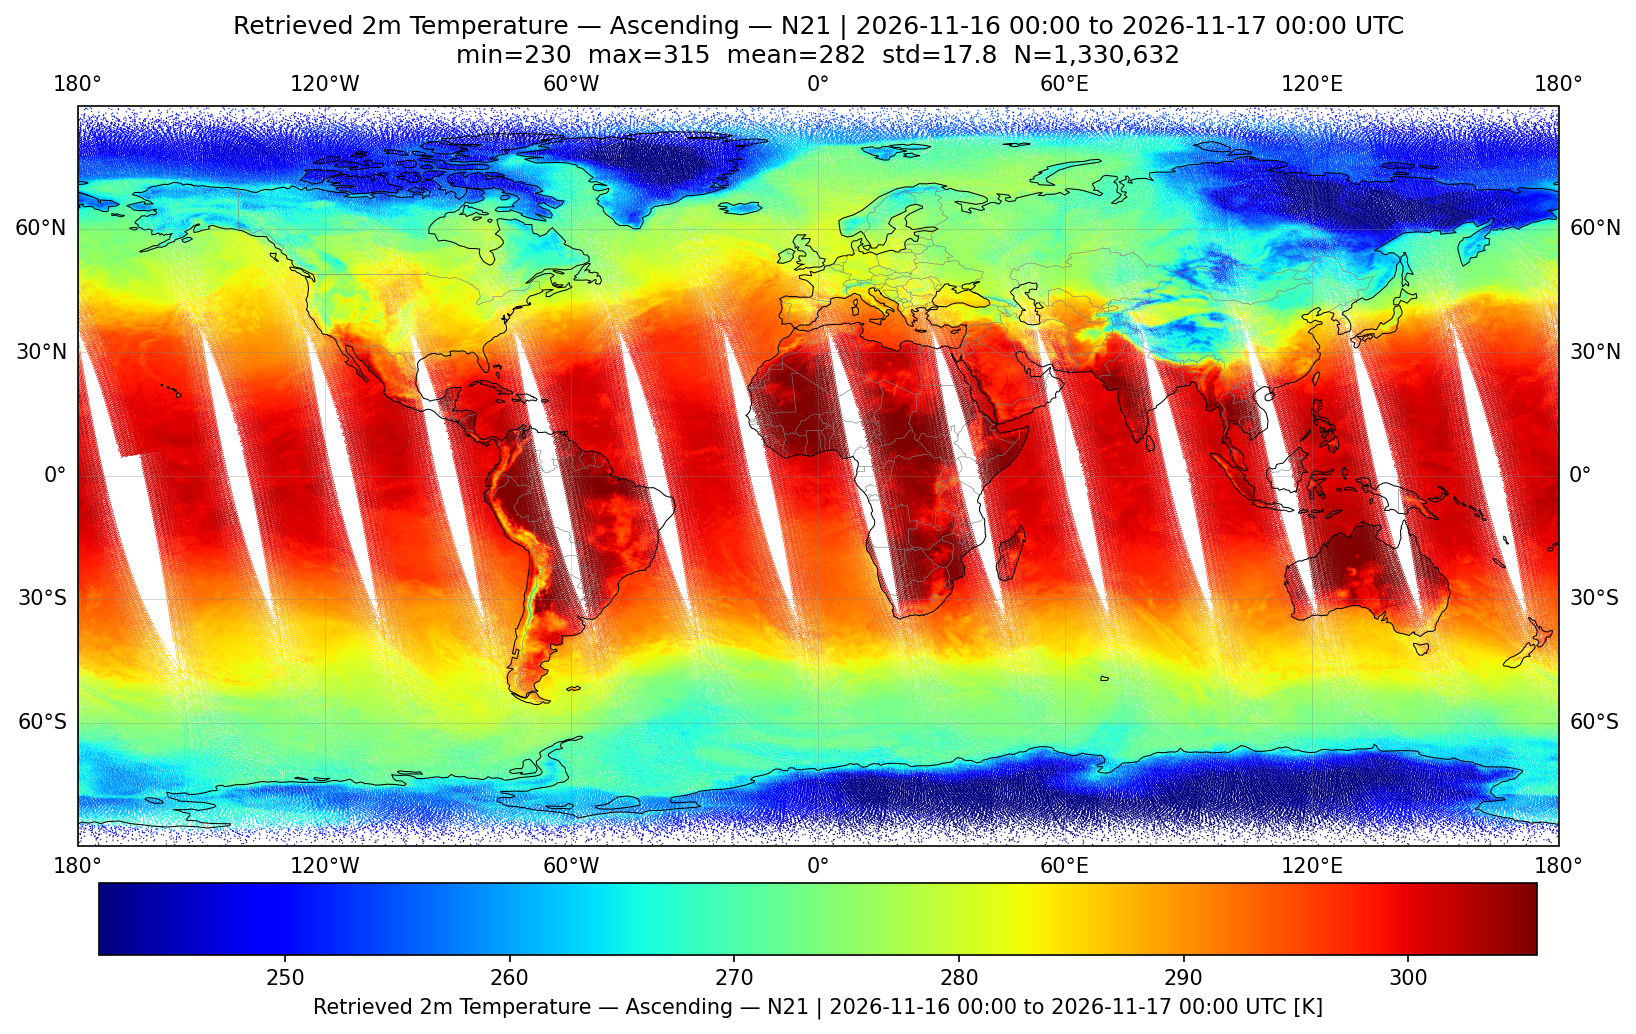 Retrieved 2m Temperature — Ascending — N21 | 2026-11-16 00:00 to 2026-11-17 00:00 UTC
min=230  max=315  mean=282  std=17.8  N=1,330,632
180° 120°W 60°W 0° 60°E 120°E 180°
60°N 60°N
30°N 30°N
0° 0°
30°S 30°S
60°S 60°S
180° 120°W 60°W 0° 60°E 120°E 180°
250 260 270 280 290 300
Retrieved 2m Temperature — Ascending — N21 | 2026-11-16 00:00 to 2026-11-17 00:00 UTC [K]